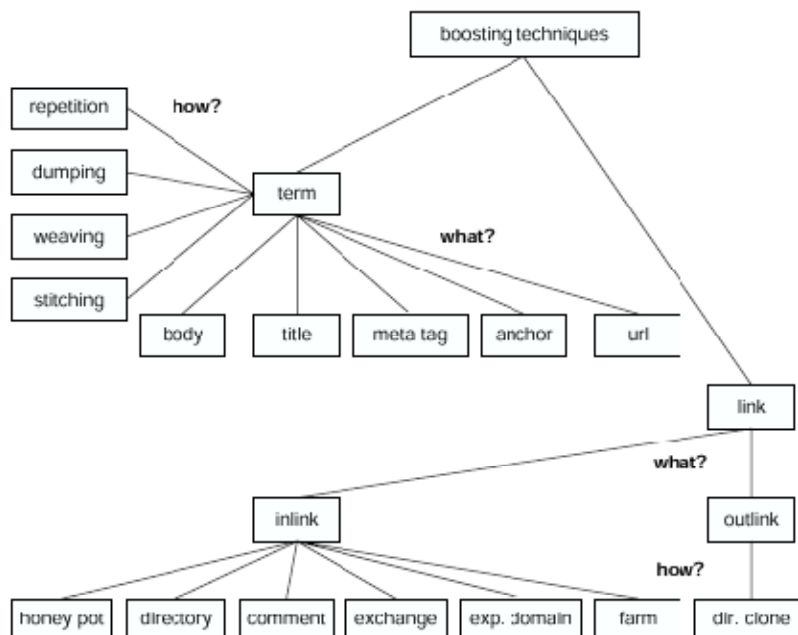 boosting techniques
repetition
how?
dumping
term
weaving
what?
stitching
body
title
meta tag
anchor
url
link
what?
inlink
outlink
how?
honey pot
directory
comment
exchange
exp. domain
farm
dir. clone